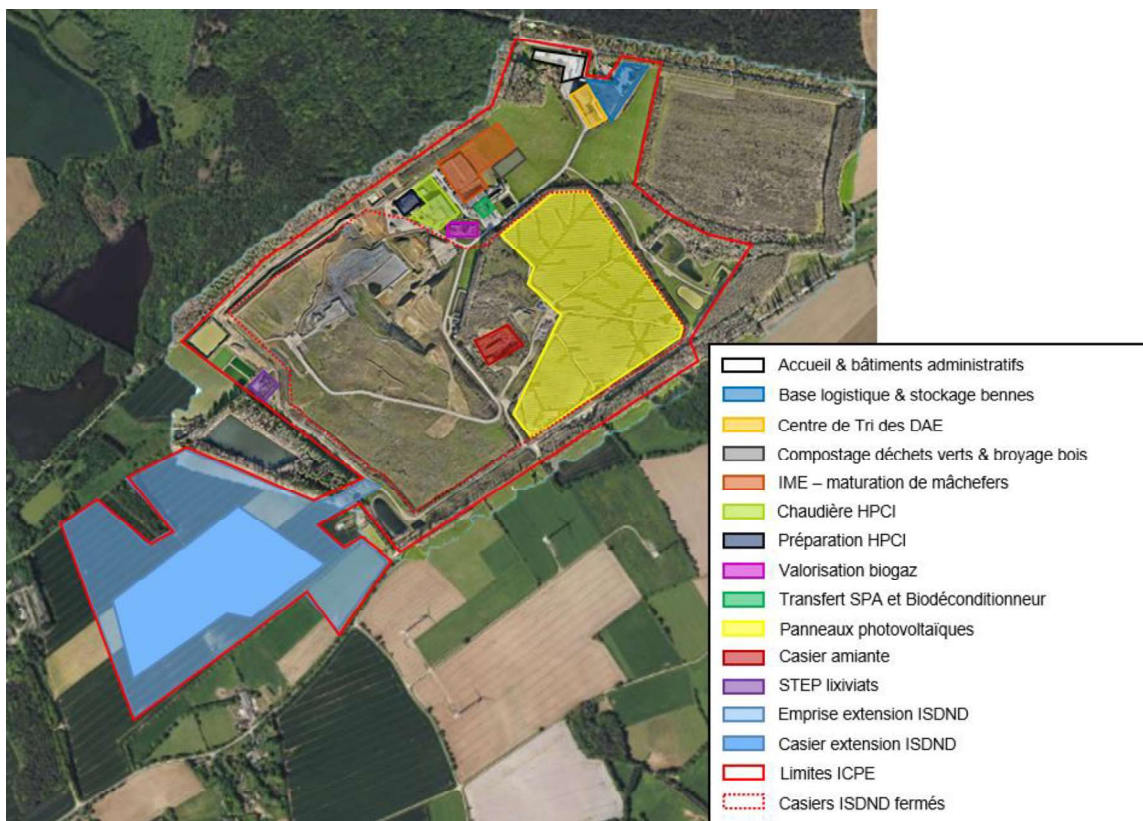 Accueil & bâtiments administratifs
Base logistique & stockage bennes
Centre de Tri des DAE
Compostage déchets verts & broyage bois
IME – maturation de mâchefers
Chaudière HPCI
Préparation HPCI
Valorisation biogaz
Transfert SPA et Biodéconditionneur
Panneaux photovoltaïques
Casier amiante
STEP lixiviats
Emprise extension ISDND
Casier extension ISDND
Limites ICPE
Casiers ISDND fermés